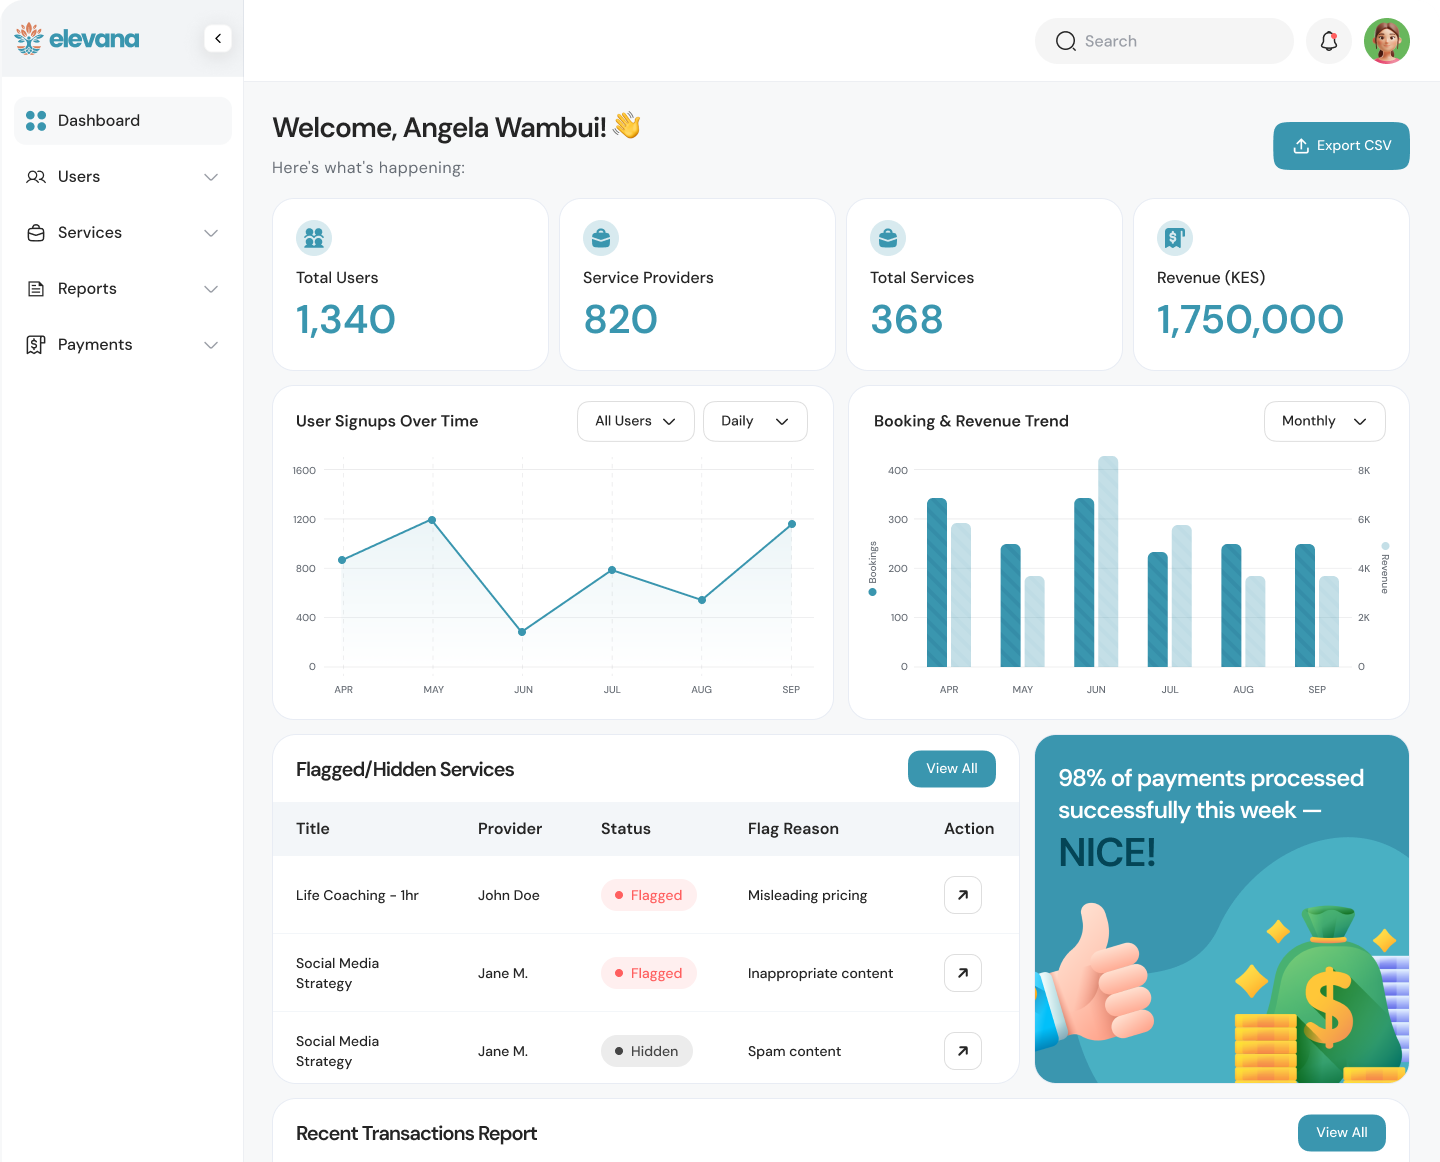 elevana
Search
Dashboard
Users
Services
Reports
Payments
Welcome, Angela Wambui! 👋
Here's what's happening:
Export CSV
Total Users
1,340
Service Providers
820
Total Services
368
Revenue (KES)
1,750,000
User Signups Over Time
All Users
Daily
1600
1200
800
400
0
APR MAY JUN JUL AUG SEP
Booking & Revenue Trend
Monthly
Bookings
400
300
200
100
0
8K
6K
4K
2K
0
Revenue
APR MAY JUN JUL AUG SEP
Flagged/Hidden Services
View All
Title Provider Status Flag Reason Action
Life Coaching - 1hr John Doe Flagged Misleading pricing
Social Media
Strategy
Jane M. Flagged Inappropriate content
Social Media
Strategy
Jane M. Hidden Spam content
98% of payments processed
successfully this week —
NICE!
$
Recent Transactions Report
View All